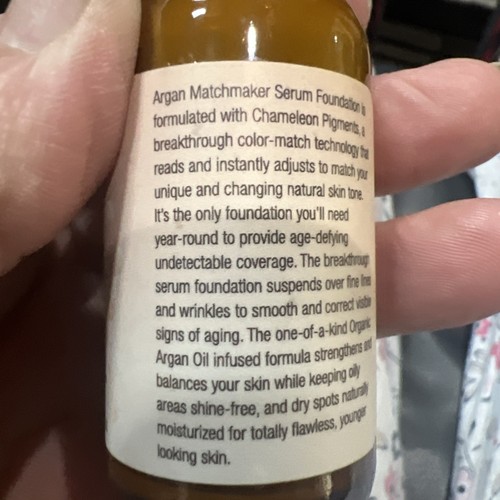 Argan Matchmaker Serum Foundation is
formulated with Chameleon Pigments, a
breakthrough color-match technology that
reads and instantly adjusts to match your
unique and changing natural skin tone.
It's the only foundation you'll need
year-round to provide age-defying
undetectable coverage. The breakthrough
serum foundation suspends over fine lines
and wrinkles to smooth and correct visible
signs of aging. The one-of-a-kind Organic
Argan Oil infused formula strengthens and
balances your skin while keeping oily
areas shine-free, and dry spots naturally
moisturized for totally flawless, younger
looking skin.